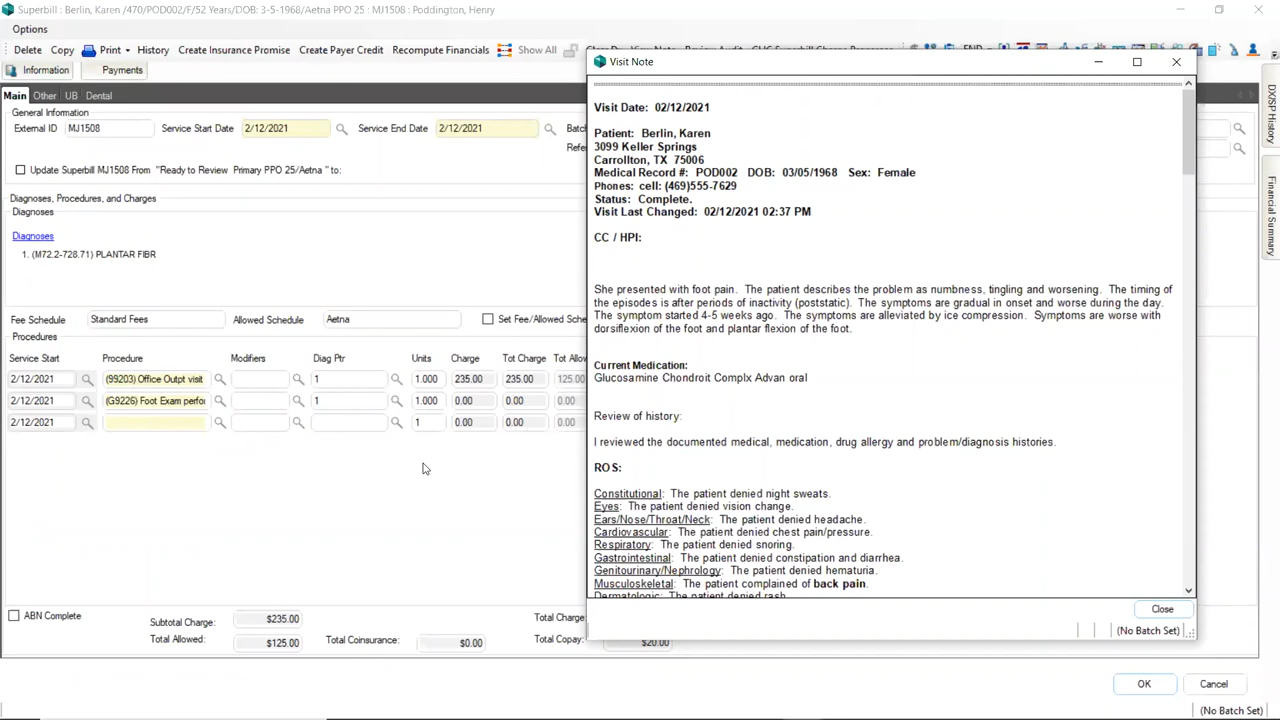 Superbill : Berlin, Karen /470/POD002/F/52 Years/DOB: 3-5-1968/Aetna PPO 25 : MJ1508 : Poddington, Henry
Options
Delete Copy Print History Create Insurance Promise Create Payer Credit Recompute Financials Show All
Information Payments
Main Other UB Dental
General Information
External ID MJ1508 Service Start Date 2/12/2021 Service End Date 2/12/2021 Batc
Refer
Update Superbill MJ1508 From "Ready to Review Primary PPO 25/Aetna " to:
Diagnoses, Procedures, and Charges
Diagnoses
Diagnoses
1. (M72.2-728.71) PLANTAR FIBR
Fee Schedule Standard Fees Allowed Schedule Aetna Set Fee/Allowed Sche
Procedures
Service Start Procedure Modifiers Diag Ptr Units Charge Tot Charge Tot Allo
2/12/2021 (99203) Office Outpt visit 1 1.000 235.00 235.00 125.00
2/12/2021 (G9226) Foot Exam perfo 1 1.000 0.00 0.00 0.00
2/12/2021 1 0.00 0.00 0.00
ABN Complete
Subtotal Charge: $235.00 Total Charge:
Total Allowed: $125.00 Total Coinsurance: $0.00 Total Copay: $20.00
OK Cancel
(No Batch Set)
DX/SP History
Financial Summary
Visit Note
Visit Date: 02/12/2021
Patient: Berlin, Karen
3099 Keller Springs
Carrollton, TX 75006
Medical Record #: POD002 DOB: 03/05/1968 Sex: Female
Phones: cell: (469)555-7629
Status: Complete.
Visit Last Changed: 02/12/2021 02:37 PM
CC / HPI:
She presented with foot pain. The patient describes the problem as numbness, tingling and worsening. The timing of
the episodes is after periods of inactivity (poststatic). The symptoms are gradual in onset and worse during the day.
The symptom started 4-5 weeks ago. The symptoms are alleviated by ice compression. Symptoms are worse with
dorsiflexion of the foot and plantar flexion of the foot.
Current Medication:
Glucosamine Chondroit Complx Advan oral
Review of history:
I reviewed the documented medical, medication, drug allergy and problem/diagnosis histories.
ROS:
Constitutional: The patient denied night sweats.
Eyes: The patient denied vision change.
Ears/Nose/Throat/Neck: The patient denied headache.
Cardiovascular: The patient denied chest pain/pressure.
Respiratory: The patient denied snoring.
Gastrointestinal: The patient denied constipation and diarrhea.
Genitourinary/Nephrology: The patient denied hematuria.
Musculoskeletal: The patient complained of back pain.
Dermatologic: The patient denied rash.
Close
(No Batch Set)